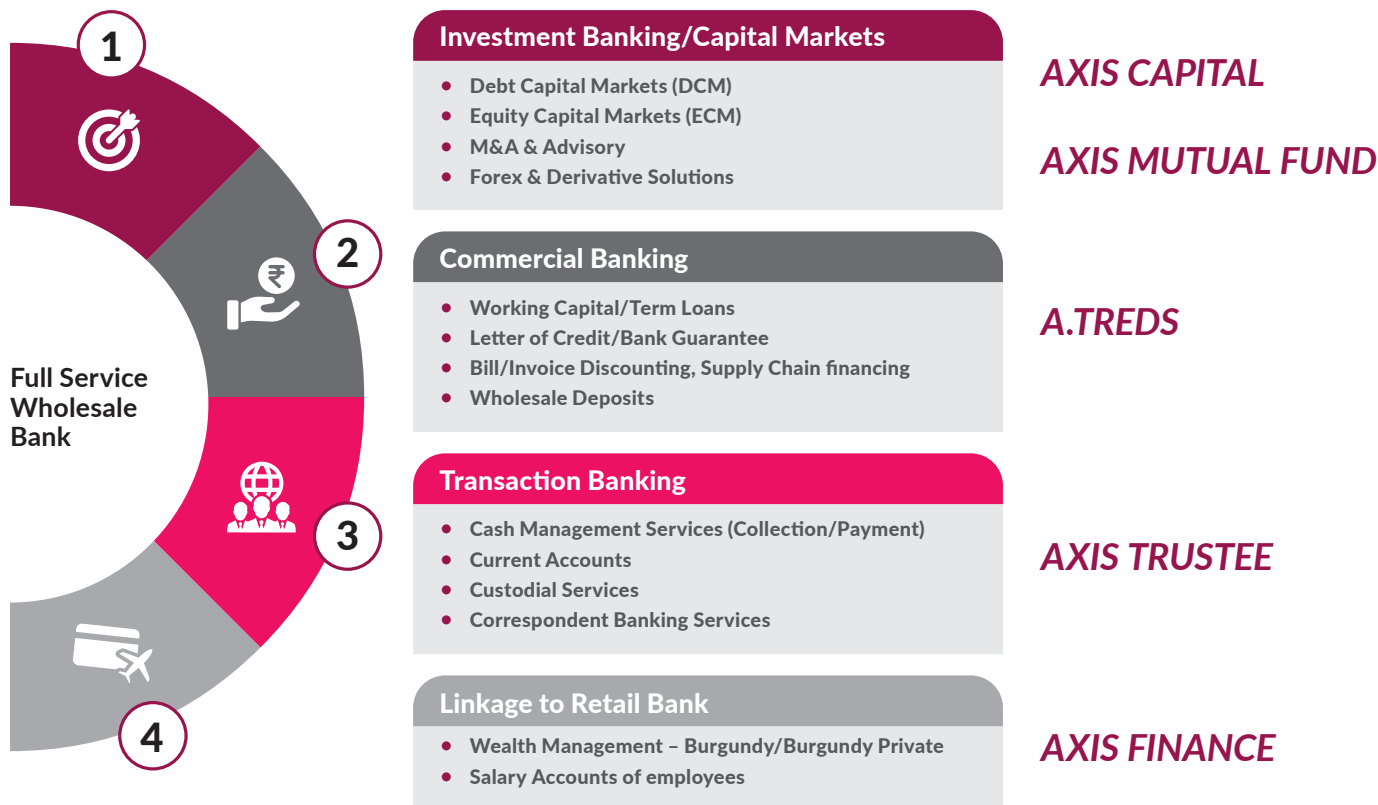 1
Investment Banking/Capital Markets
• Debt Capital Markets (DCM)
• Equity Capital Markets (ECM)
• M&A & Advisory
• Forex & Derivative Solutions
AXIS CAPITAL
AXIS MUTUAL FUND
2
₹
Commercial Banking
• Working Capital/Term Loans
• Letter of Credit/Bank Guarantee
• Bill/Invoice Discounting, Supply Chain financing
• Wholesale Deposits
A.TREDS
Full Service
Wholesale
Bank
3
Transaction Banking
• Cash Management Services (Collection/Payment)
• Current Accounts
• Custodial Services
• Correspondent Banking Services
AXIS TRUSTEE
4
Linkage to Retail Bank
• Wealth Management – Burgundy/Burgundy Private
• Salary Accounts of employees
AXIS FINANCE